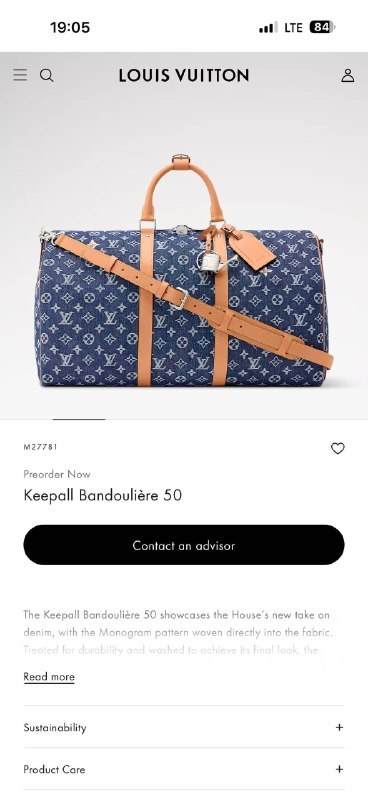 19:05
LTE 84
LOUIS VUITTON
M27781
Preorder Now
Keepall Bandoulière 50
Contact an advisor
The Keepall Bandoulière 50 showcases the House's new take on
denim, with the Monogram pattern woven directly into the fabric.
Treated for durability and washed to achieve its final look, the
Read more
Sustainability +
Product Care +